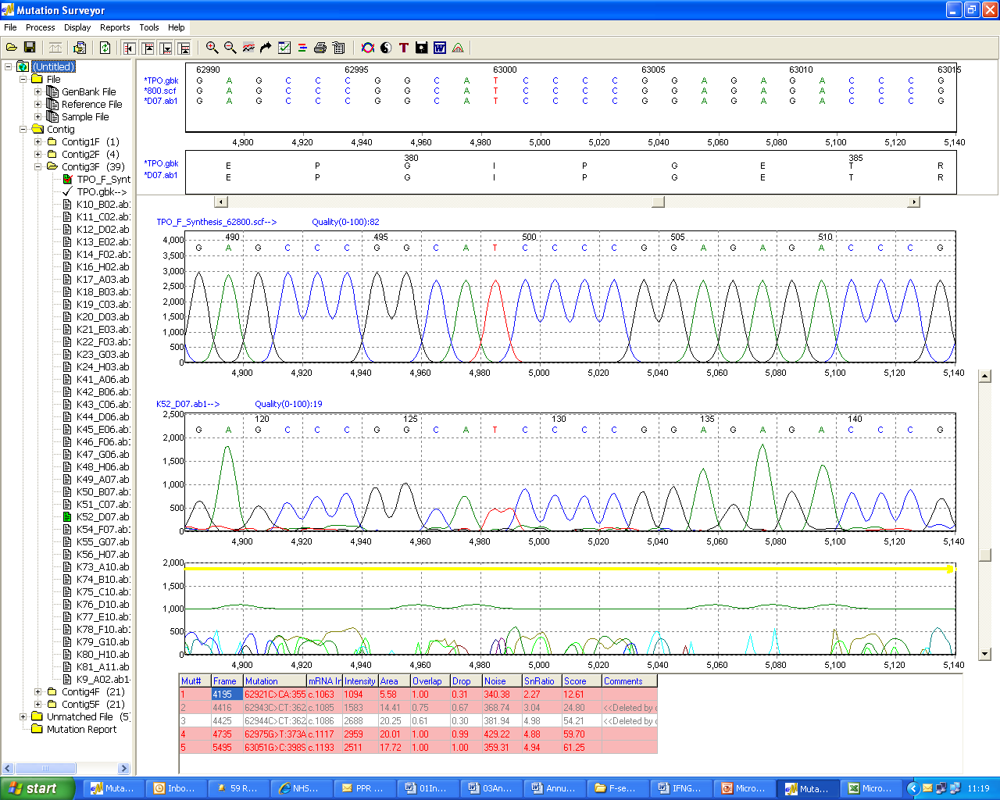 Mutation Surveyor
File Process Display Reports Tools Help
(Untitled)
File
GenBank File
Reference File
Sample File
Contig
Contig1F (1)
Contig2F (4)
Contig3F (39)
TPO_F_Synt
TPO.gbk-->
K10_B02.ab
K11_C02.ab
K12_D02.ab
K13_E02.ab
K14_F02.ab
K16_H02.ab
K17_A03.ab
K18_B03.ab
K19_C03.ab
K20_D03.ab
K21_E03.ab
K22_F03.ab
K23_G03.ab
K24_H03.ab
K41_A06.ab
K42_B06.ab
K43_C06.ab
K44_D06.ab
K45_E06.ab
K46_F06.ab
K47_G06.ab
K48_H06.ab
K49_A07.ab
K50_B07.ab
K51_C07.ab
K52_D07.ab
K54_F07.ab
K55_G07.ab
K56_H07.ab
K73_A10.ab
K74_B10.ab
K75_C10.ab
K76_D10.ab
K77_E10.ab
K78_F10.ab
K79_G10.ab
K80_H10.ab
K81_A11.ab
K9_A02.ab1
Contig4F (21)
Contig5F (21)
Unmatched File (5
Mutation Report
62990 62995 63000 63005 63010 63015
*TPO.gbk G A G C C C G G C A T C C C C G G A G A G A C C C G
*800.scf G A G C C C G G C A T C C C C G G A G A G A C C C G
*D07.ab1 G A G C C C G G C A T C C C C G G A G A G A C C C G
4,900 4,920 4,940 4,960 4,980 5,000 5,020 5,040 5,060 5,080 5,100 5,120 5,140
380 385
*TPO.gbk E P G I P G E T R
*D07.ab1 E P G I P G E T R
TPO_F_Synthesis_62800.scf--> Quality(0-100):82
490 495 500 505 510
G A G C C C G G C A T C C C C G G A G A G A C C C G
4,000
3,500
3,000
2,500
2,000
1,500
1,000
500
0
4,900 4,920 4,940 4,960 4,980 5,000 5,020 5,040 5,060 5,080 5,100 5,120 5,140
K52_D07.ab1--> Quality(0-100):19
120 125 130 135 140
G A G C C C G G C A T C C C C G G A G A G A C C C G
2,500
2,000
1,500
1,000
500
0
4,900 4,920 4,940 4,960 4,980 5,000 5,020 5,040 5,060 5,080 5,100 5,120 5,140
2,000
1,500
1,000
500
0
4,900 4,920 4,940 4,960 4,980 5,000 5,020 5,040 5,060 5,080 5,100 5,120 5,140
Mut# Frame Mutation mRNA Ir Intensity Area Overlap Drop Noise SnRatio Score Comments
1 4195 62921C>CA:355 c.1063 1094 5.58 1.00 0.31 340.38 2.27 12.61
2 4416 62943C>CT:362 c.1085 1583 14.41 0.75 0.67 368.74 3.04 24.80 <<Deleted by
3 4425 62944C>CT:362 c.1086 2688 20.25 0.61 0.30 381.94 4.98 54.21 <<Deleted by
4 4735 62975G>T:373A c.1117 2959 20.01 1.00 0.99 429.22 4.88 59.70
5 5495 63051G>C:398S c.1193 2511 17.72 1.00 1.00 359.31 4.94 61.25
start Muta... Inbo... 59 R... NHS... PPR ... 01In... 03An... Annu... F-se... IFNG... Micro... Muta... Micro... 11:19